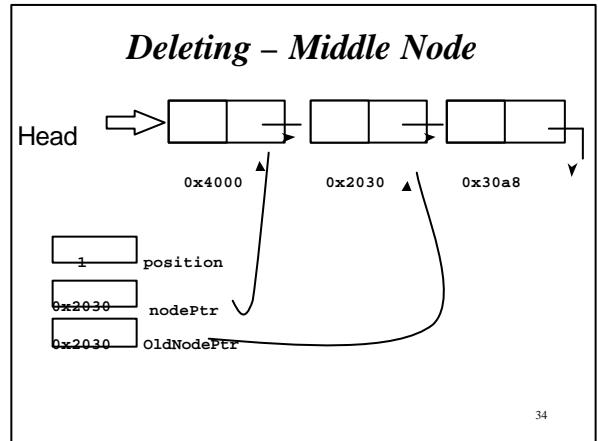 Deleting – Middle Node
Head
0x4000 0x2030 0x30a8
1 position
0x2030 nodePtr
0x2030 OldNodePtr
34